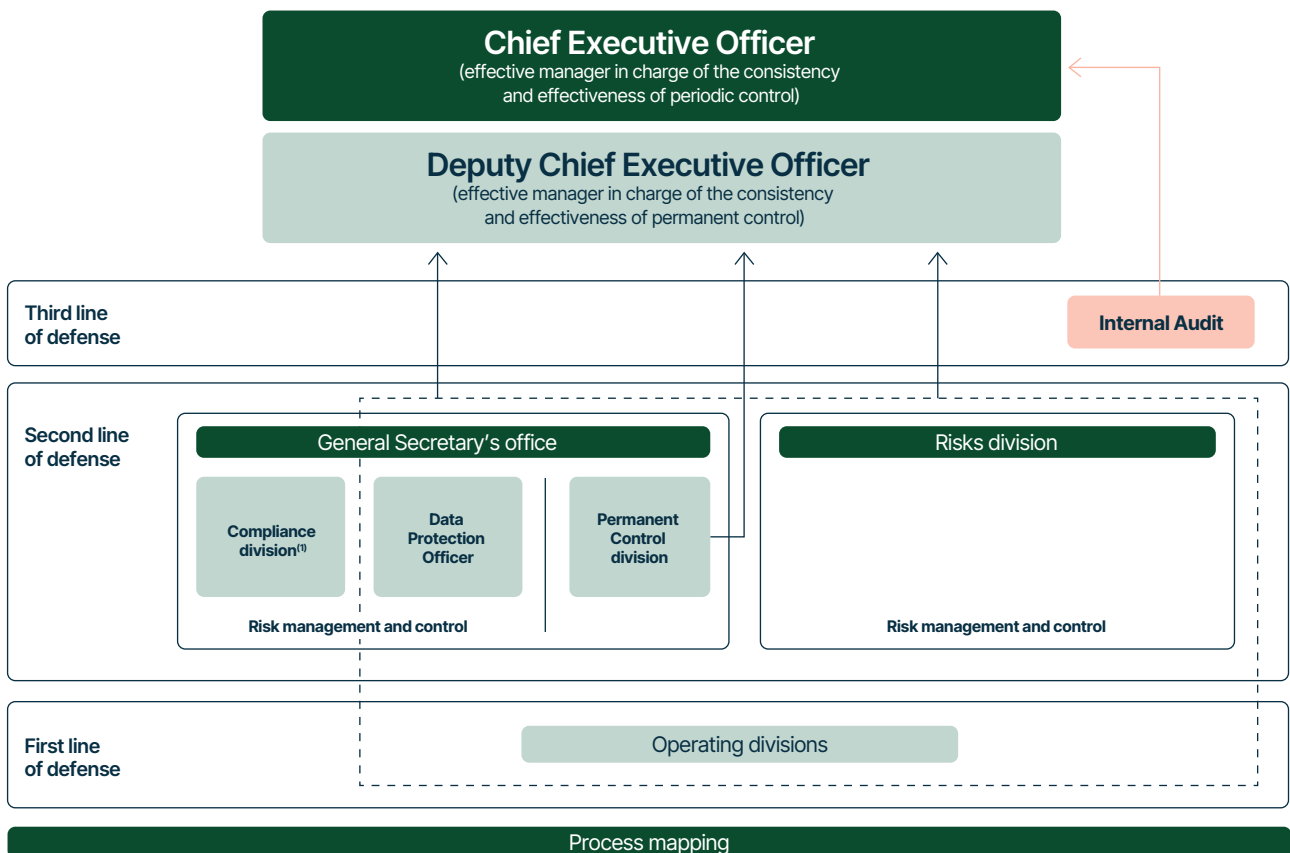 Chief Executive Officer
(effective manager in charge of the consistency
and effectiveness of periodic control)
Deputy Chief Executive Officer
(effective manager in charge of the consistency
and effectiveness of permanent control)
Third line
of defense
Internal Audit
Second line
of defense
General Secretary's office
Risks division
Compliance
division(1)
Data
Protection
Officer
Permanent
Control
division
Risk management and control
Risk management and control
First line
of defense
Operating divisions
Process mapping